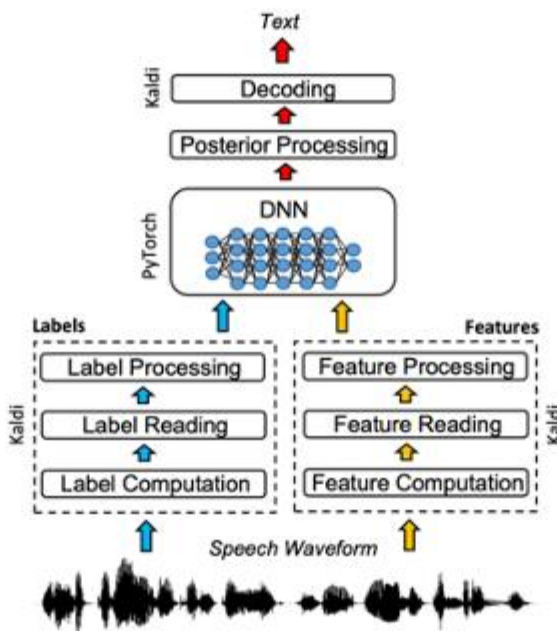 Text
Kaldi
Decoding
Posterior Processing
PyTorch
DNN
Labels
Features
Kaldi
Label Processing
Label Reading
Label Computation
Feature Processing
Feature Reading
Feature Computation
Kaldi
Speech Waveform